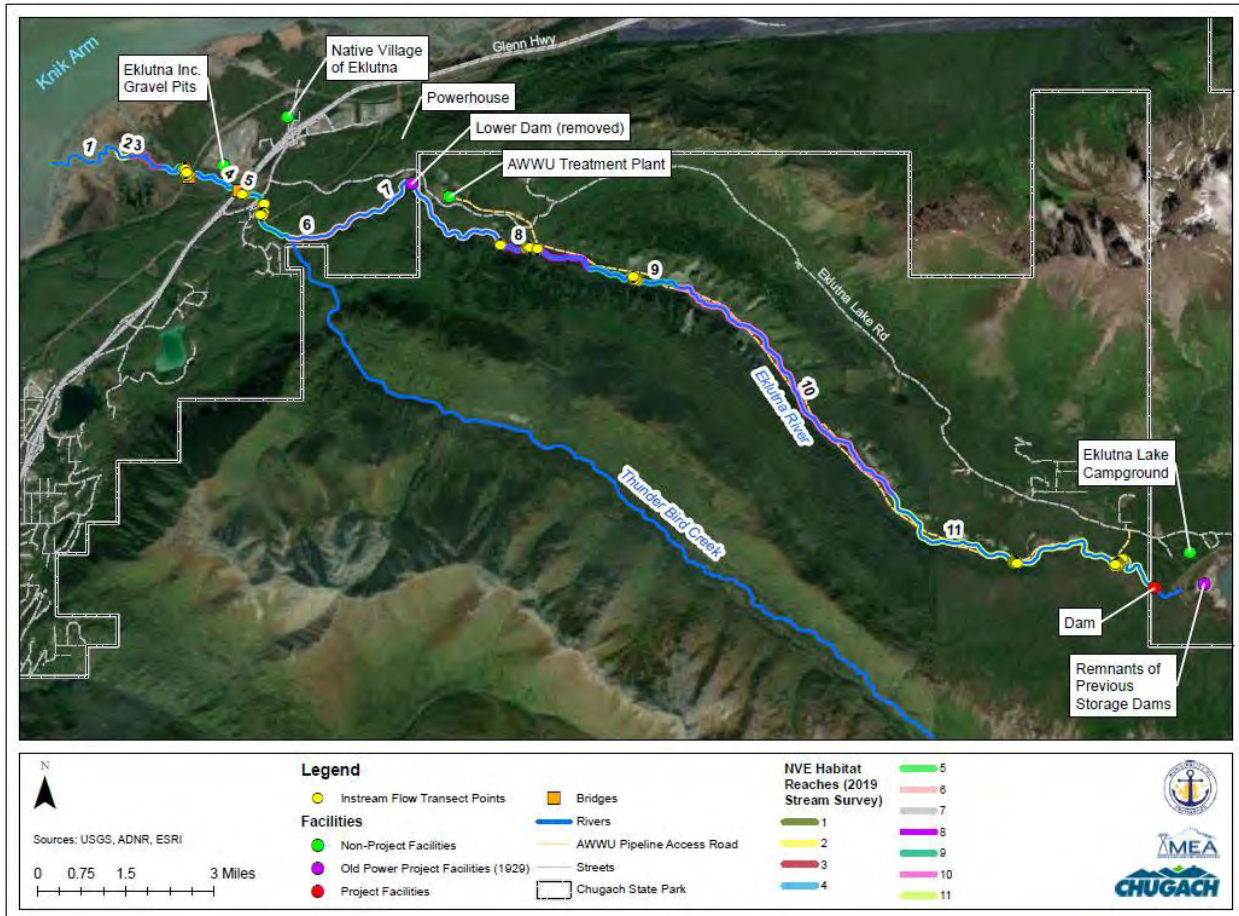 Knik Arm
Eklutna Inc.
Gravel Pits
Native Village
of Eklutna
Glenn Hwy
Powerhouse
Lower Dam (removed)
AWWU Treatment Plant
1
2
3
4
5
6
7
8
9
10
11
Eklutna Lake Rd
Eklutna River
Thunder Bird Creek
Eklutna Lake
Campground
Dam
Remnants of
Previous
Storage Dams
N
Sources: USGS, ADNR, ESRI
0 0.75 1.5 3 Miles
Legend
Instream Flow Transect Points
Facilities
Non-Project Facilities
Old Power Project Facilities (1929)
Project Facilities
Bridges
Rivers
AWWU Pipeline Access Road
Streets
Chugach State Park
NVE Habitat
Reaches (2019
Stream Survey)
1
2
3
4
5
6
7
8
9
10
11
MEA
CHUGACH